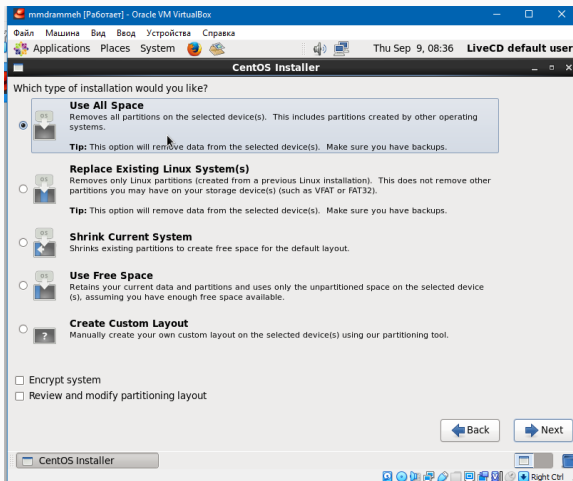 mmdrammeh [Работает] - Oracle VM VirtualBox
Файл Машина Вид Ввод Устройства Справка
Applications Places System Thu Sep 9, 08:36 LiveCD default user
CentOS Installer
Which type of installation would you like?
OS
Use All Space
Removes all partitions on the selected device(s). This includes partitions created by other operating
systems.
Tip: This option will remove data from the selected device(s). Make sure you have backups.
OS
Replace Existing Linux System(s)
Removes only Linux partitions (created from a previous Linux installation). This does not remove other
partitions you may have on your storage device(s) (such as VFAT or FAT32).
Tip: This option will remove data from the selected device(s). Make sure you have backups.
OS
Shrink Current System
Shrinks existing partitions to create free space for the default layout.
OS
Use Free Space
Retains your current data and partitions and uses only the unpartitioned space on the selected device
(s), assuming you have enough free space available.
?
Create Custom Layout
Manually create your own custom layout on the selected device(s) using our partitioning tool.
Encrypt system
Review and modify partitioning layout
Back Next
CentOS Installer
Right Ctrl